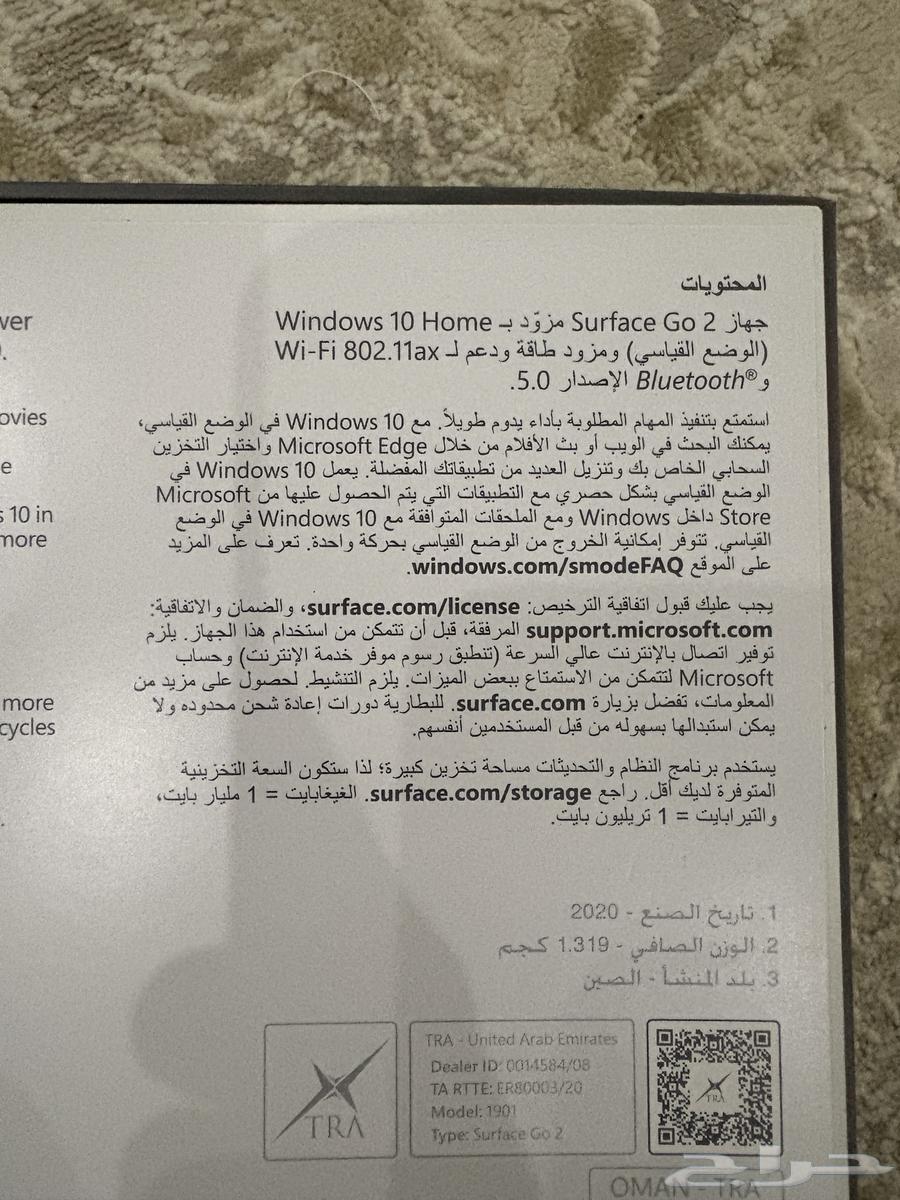 المحتويات
جهاز Surface Go 2 مزوّد بـ Windows 10 Home
(الوضع القياسي) ومزود طاقة ودعم لـ Wi-Fi 802.11ax
و Bluetooth® الإصدار 5.0.
استمتع بتنفيذ المهام المطلوبة بأداء يدوم طويلاً. مع Windows 10 في الوضع القياسي،
يمكنك البحث في الويب أو بث الأفلام من خلال Microsoft Edge واختيار التخزين
السحابي الخاص بك وتنزيل العديد من تطبيقاتك المفضلة. يعمل Windows 10 في
الوضع القياسي بشكل حصري مع التطبيقات التي يتم الحصول عليها من Microsoft
Store داخل Windows ومع الملحقات المتوافقة مع Windows 10 في الوضع
القياسي. تتوفر إمكانية الخروج من الوضع القياسي بحركة واحدة. تعرف على المزيد
على الموقع windows.com/smodeFAQ.
يجب عليك قبول اتفاقية الترخيص: surface.com/license، والضمان والاتفاقية:
support.microsoft.com المرفقة، قبل أن تتمكن من استخدام هذا الجهاز. يلزم
توفير اتصال بالإنترنت عالي السرعة (تنطبق رسوم موفر خدمة الإنترنت) وحساب
Microsoft لتتمكن من الاستمتاع ببعض الميزات. يلزم التنشيط. لحصول على مزيد من
المعلومات، تفضل بزيارة surface.com. للبطارية دورات إعادة شحن محدوده ولا
يمكن استبدالها بسهوله من قبل المستخدمين أنفسهم.
يستخدم برنامج النظام والتحديثات مساحة تخزين كبيرة؛ لذا ستكون السعة التخزينية
المتوفرة لديك أقل. راجع surface.com/storage. الغيغابايت = 1 مليار بايت،
والتيرابايت = 1 تريليون بايت.
1. تاريخ الصنع - 2020
2. الوزن الصافي - 1.319 كجم
3. بلد المنشأ - الصين
ovies
s 10 in
more
more
cycles
TRA
TRA - United Arab Emirates
Dealer ID: 0014584/08
TA RTTE: ER80003/20
Model: 1901
Type: Surface Go 2
TRA
OMAN - TRA
حراج